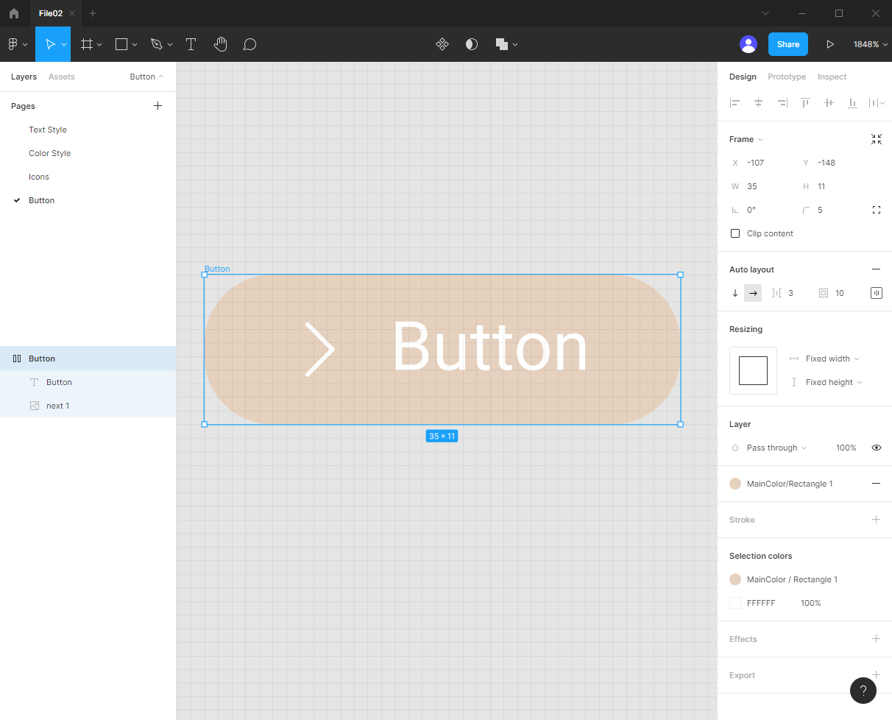 File02
Share
1848%
Layers Assets Button
Pages
Text Style
Color Style
Icons
Button
Button
Button
next 1
Button
Button
35 × 11
Design Prototype Inspect
Frame
X -107 Y -148
W 35 H 11
0° 5
Clip content
Auto layout
3 10
Resizing
Fixed width
Fixed height
Layer
Pass through 100%
MainColor/Rectangle 1
Stroke
Selection colors
MainColor / Rectangle 1
FFFFFF 100%
Effects
Export
?